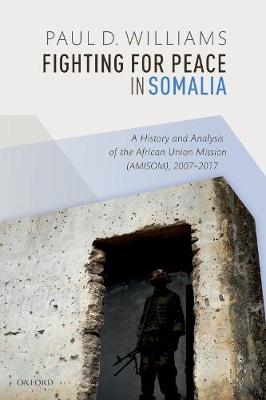 PAUL D. WILLIAMS
FIGHTING FOR PEACE
IN SOMALIA
A History and Analysis
of the African Union Mission
(AMISOM), 2007–2017
OXFORD